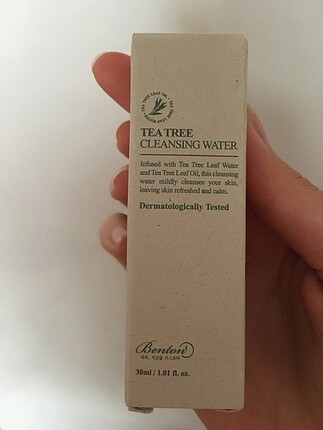 TEA TREE
CLEANSING WATER
Infused with Tea Tree Leaf Water
and Tea Tree Leaf Oil, this cleansing
water mildly cleanses your skin,
leaving skin refreshed and calm.
Dermatologically Tested
Benton
30ml / 1.01 fl. oz.